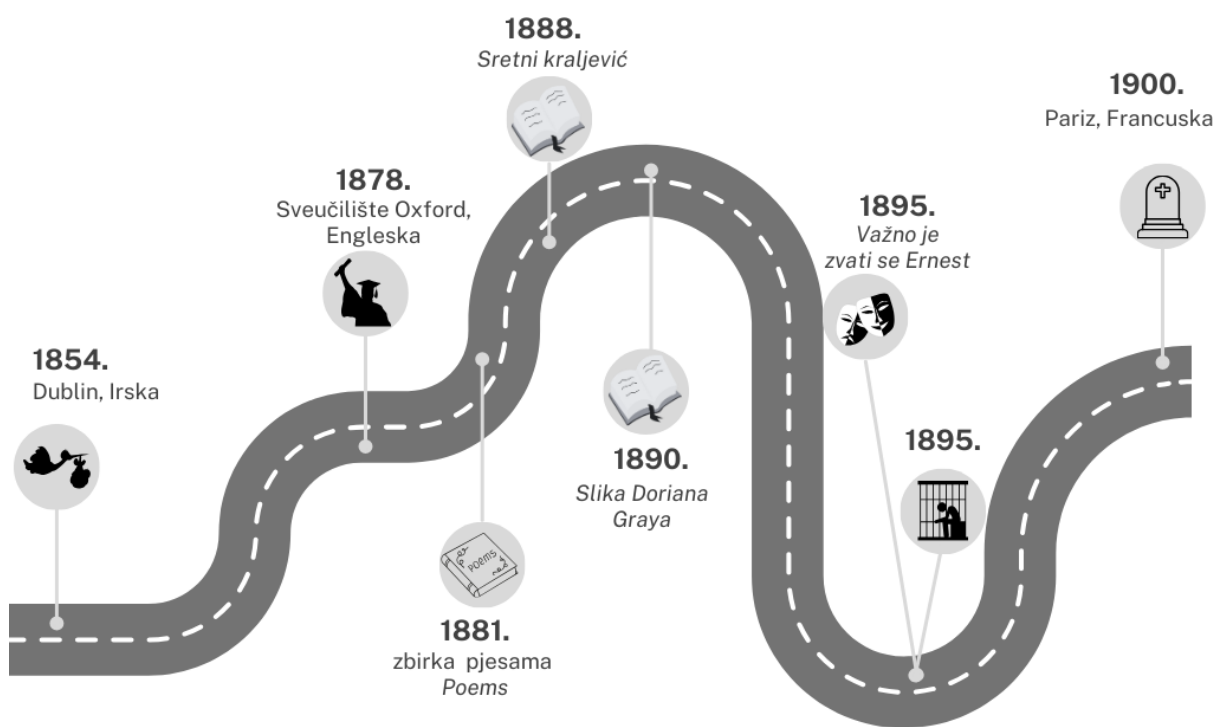 1854.
Dublin, Irska
1878.
Sveučilište Oxford,
Engleska
POEMS
1881.
zbirka pjesama
Poems
1888.
Sretni kraljević
1890.
Slika Doriana
Graya
1895.
Važno je
zvati se Ernest
1895.
1900.
Pariz, Francuska